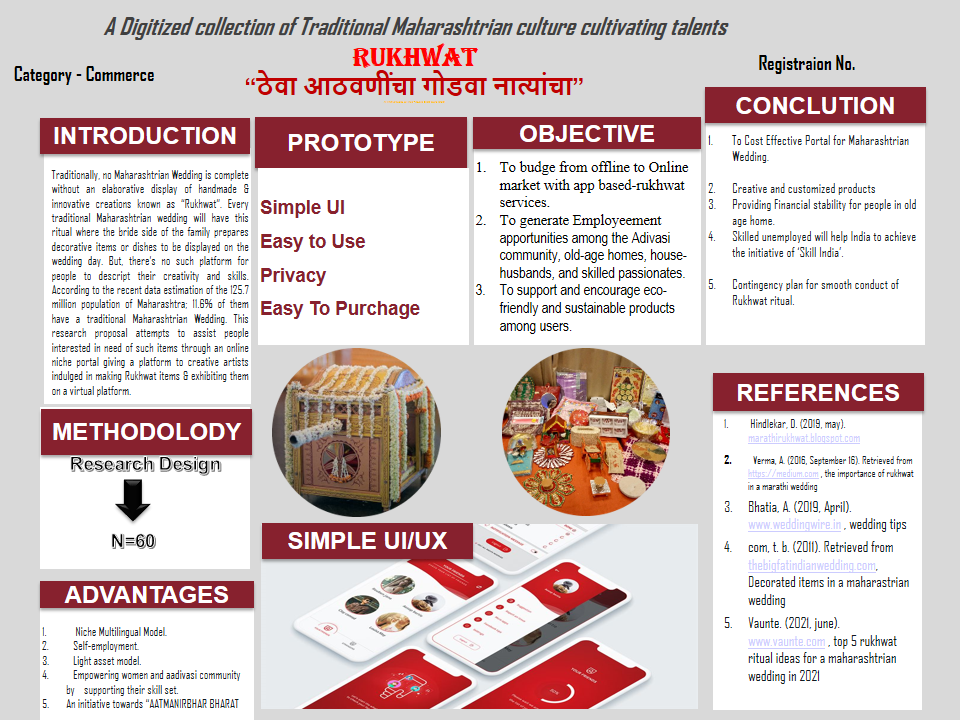 A Digitized collection of Traditional Maharashtrian culture cultivating talents
RUKHWAT
“ठेवा आठवणींचा गोडवा नात्यांचा”
Category - Commerce
Registraion No.
INTRODUCTION
Traditionally, no Maharashtrian Wedding is complete
without an elaborative display of handmade &
innovative creations known as “Rukhwat”. Every
traditional Maharashtrian wedding will have this
ritual where the bride side of the family prepares
decorative items or dishes to be displayed on the
wedding day. But, there’s no such platform for
people to descript their creativity and skills.
According to the recent data estimation of the 125.7
million population of Maharashtra; 11.6% of them
have a traditional Maharashtrian Wedding. This
research proposal attempts to assist people
interested in need of such items through an online
niche portal giving a platform to creative artists
indulged in making Rukhwat items & exhibiting them
on a virtual platform.
METHODOLODY
Research Design
N=60
ADVANTAGES
1. Niche Multilingual Model.
2. Self-employment.
3. Light asset model.
4. Empowering women and aadivasi community
by supporting their skill set.
5. An initiative towards “AATMANIRBHAR BHARAT
PROTOTYPE
Simple UI
Easy to Use
Privacy
Easy To Purchage
OBJECTIVE
1. To budge from offline to Online
market with app based-rukhwat
services.
2. To generate Employeement
apportunities among the Adivasi
community, old-age homes, house-
husbands, and skilled passionates.
3. To support and encourage eco-
friendly and sustainable products
among users.
SIMPLE UI/UX
CONCLUTION
1. To Cost Effective Portal for Maharashtrian
Wedding.
2. Creative and customized products
3. Providing Financial stability for people in old
age home.
4. Skilled unemployed will help India to achieve
the initiative of ‘Skill India’.
5. Contingency plan for smooth conduct of
Rukhwat ritual.
REFERENCES
1. Hindlekar, D. (2019, may).
marathirukhwat.blogspot.com
2. Verma, A. (2016, September 16). Retrieved from
https://medium.com , the importance of rukhwat
in a marathi wedding
3. Bhatia, A. (2019, April).
www.weddingwire.in , wedding tips
4. com, t. b. (2011). Retrieved from
thebigfatindianwedding.com,
Decorated items in a maharastrian
wedding
5. Vaunte. (2021, june).
www.vaunte.com , top 5 rukhwat
ritual ideas for a maharashtrian
wedding in 2021